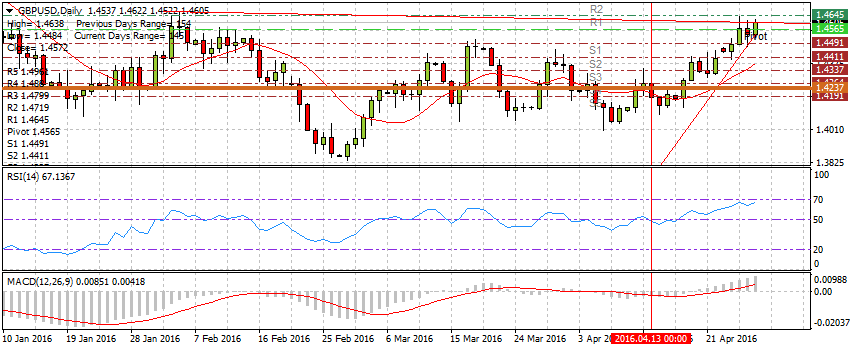 GBPUSD,Daily 1.4537 1.4622 1.4522 1.4605
High= 1.4638 Previous Days Range= 154
Low= 1.4484 Current Days Range= 145
Close= 1.4572
R3 1.4799
R2 1.4719
R1 1.4645
Pivot 1.4565
S1 1.4491
S2 1.4411
R2
R1
Pivot
S1
S2
S3
1.4645
1.4565
1.4491
1.4411
1.4337
1.4237
1.4191
1.4010
1.3825
RSI(14) 67.1367
100
70
50
20
0
MACD(12,26,9) 0.00851 0.00418
0.00988
0.00
-0.02037
10 Jan 2016
19 Jan 2016
28 Jan 2016
7 Feb 2016
16 Feb 2016
25 Feb 2016
6 Mar 2016
15 Mar 2016
24 Mar 2016
3 Apr
2016.04.13 00:00
21 Apr 2016